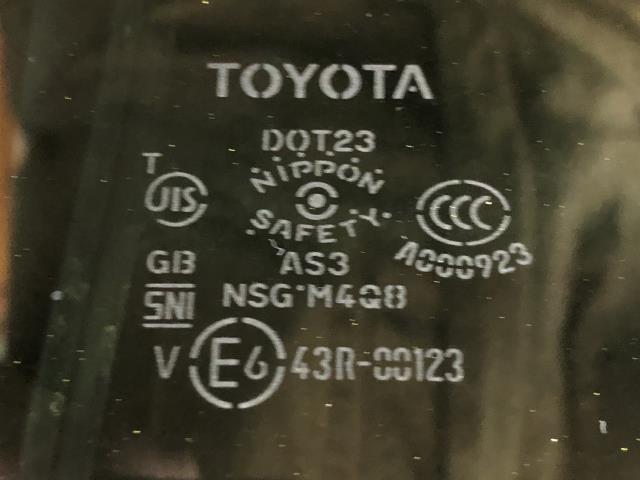 TOYOTA
DOT23
T
JIS
NIPPON
SAFETY
CCC
A000923
GB
AS3
SNI
NSG M4Q8
V E6 43R-00123